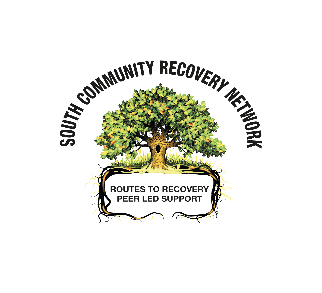 SOUTH COMMUNITY RECOVERY NETWORK
ROUTES TO RECOVERY
PEER LED SUPPORT